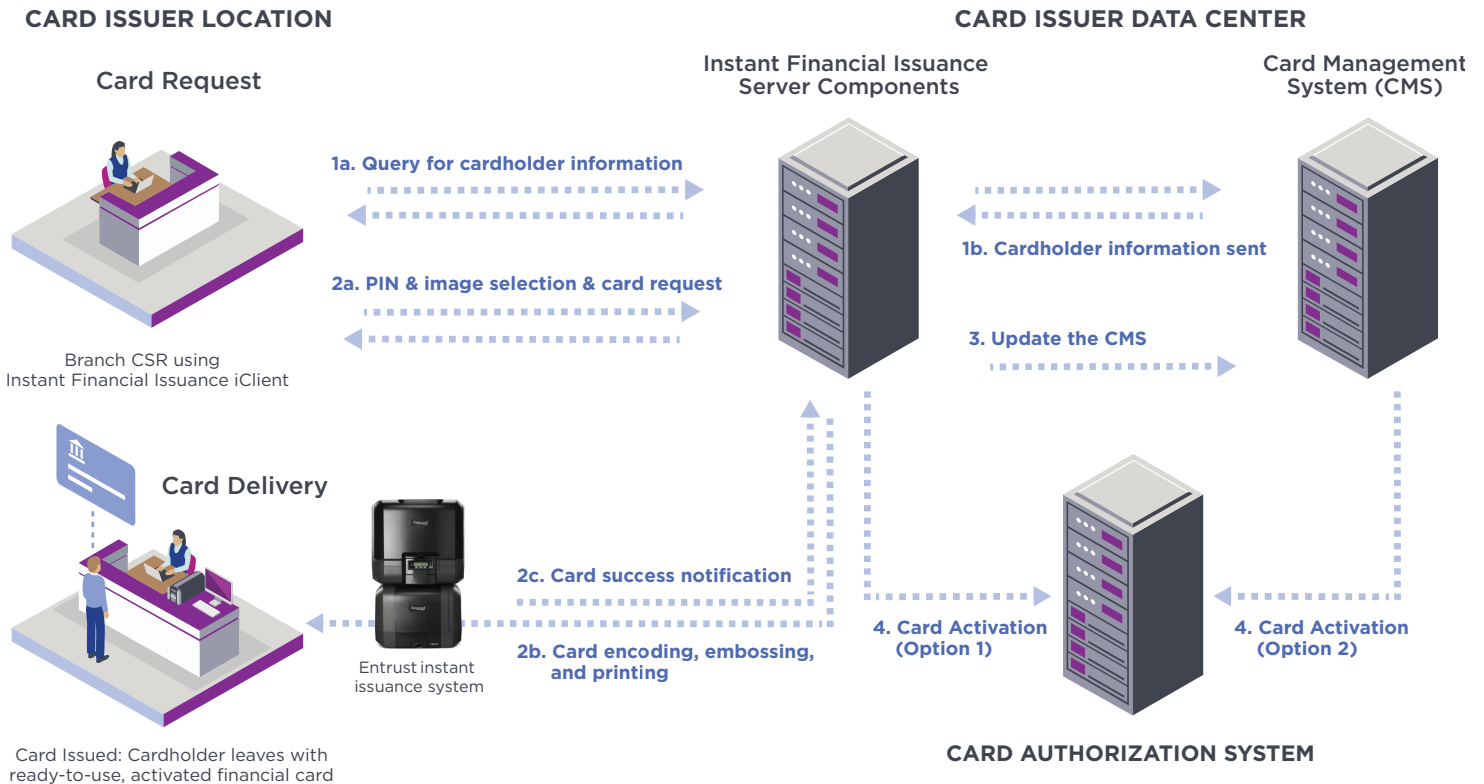 CARD ISSUER LOCATION
CARD ISSUER DATA CENTER
Card Request
Instant Financial Issuance
Server Components
Card Management
System (CMS)
1a. Query for cardholder information
1b. Cardholder information sent
2a. PIN & image selection & card request
3. Update the CMS
Branch CSR using
Instant Financial Issuance iClient
Card Delivery
2c. Card success notification
2b. Card encoding, embossing,
and printing
Entrust instant
issuance system
4. Card Activation
(Option 1)
4. Card Activation
(Option 2)
Card Issued: Cardholder leaves with
ready-to-use, activated financial card
CARD AUTHORIZATION SYSTEM